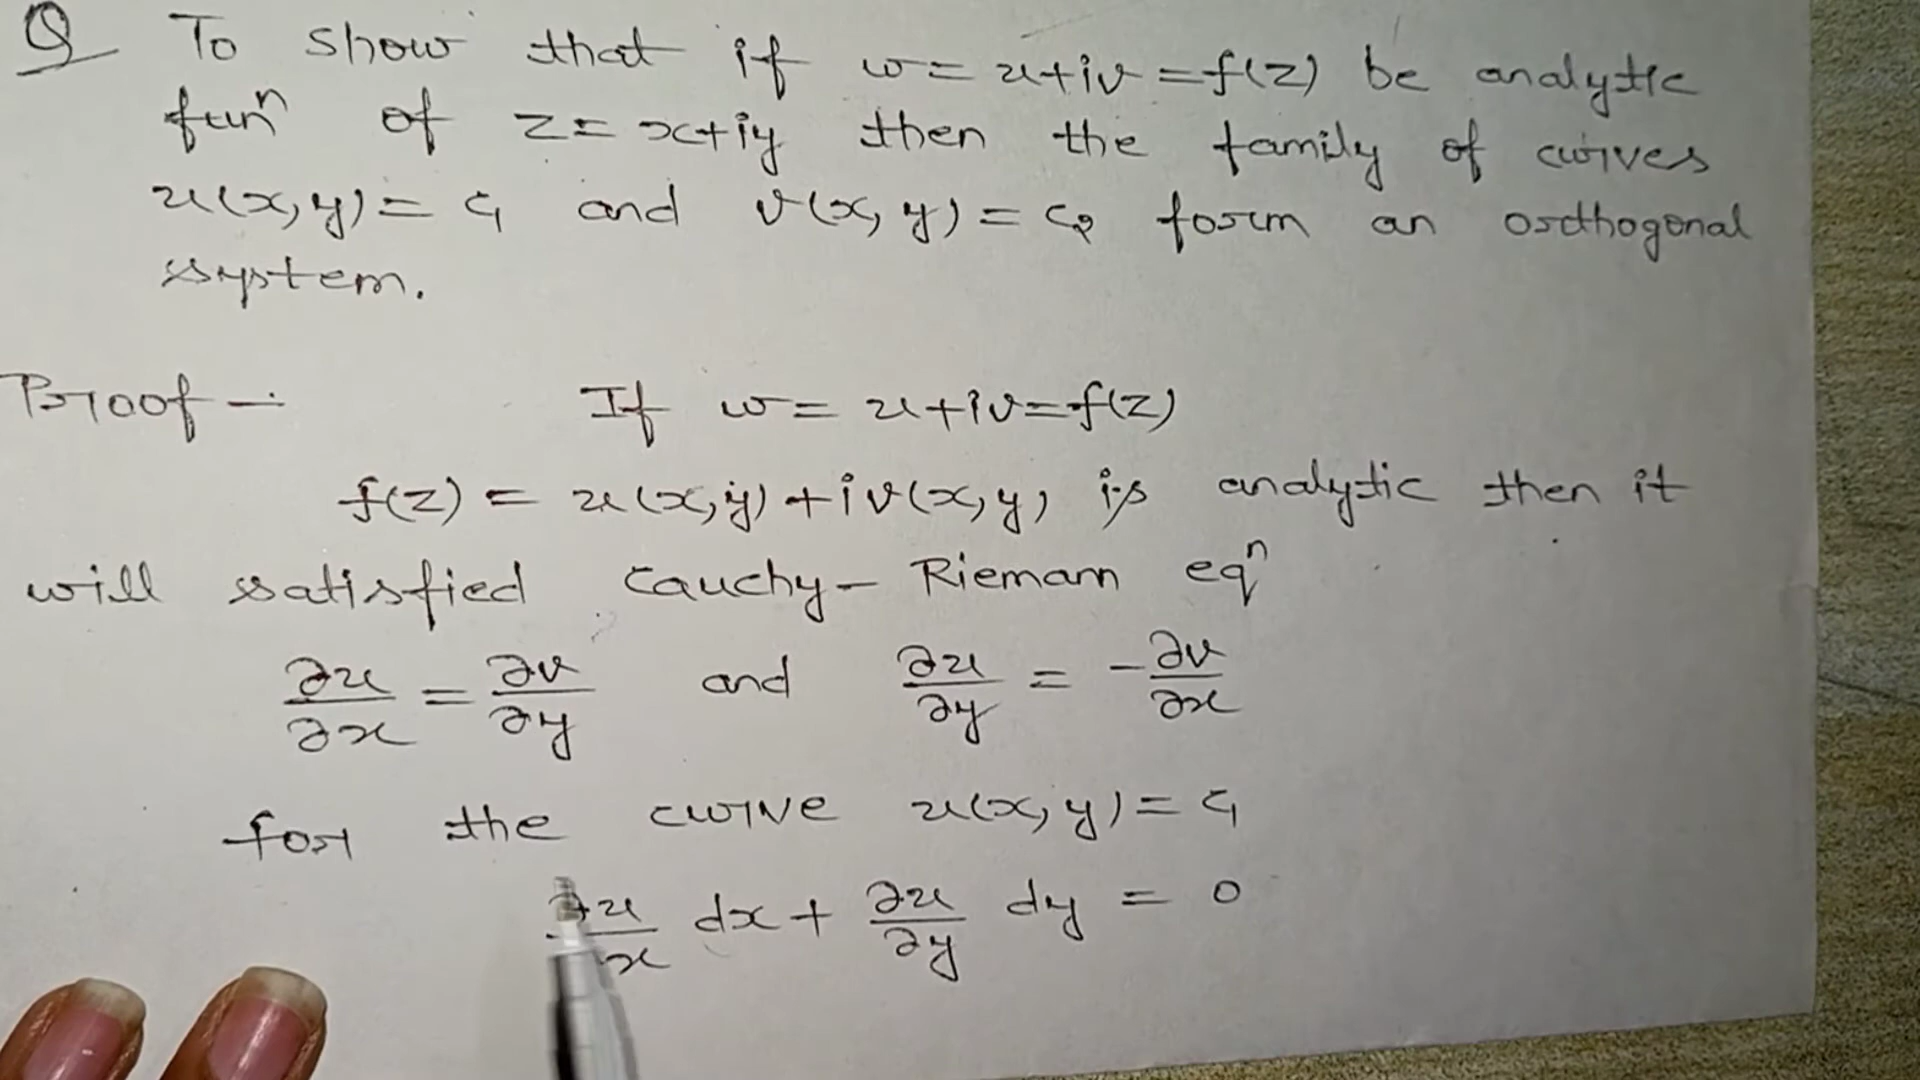 Q To show that if w = u+iv = f(z) be analytic
funⁿ of z = x+iy then the family of curves
u(x,y) = c₁ and v(x,y) = c₂ form an orthogonal
system.
Proof - If w = u+iv = f(z)
f(z) = u(x,y) + iv(x,y) is analytic then it
will satisfied Cauchy - Riemann eqⁿ
∂u/∂x = ∂v/∂y and ∂u/∂y = -∂v/∂x
for the curve u(x,y) = c₁
∂u/∂x dx + ∂u/∂y dy = 0